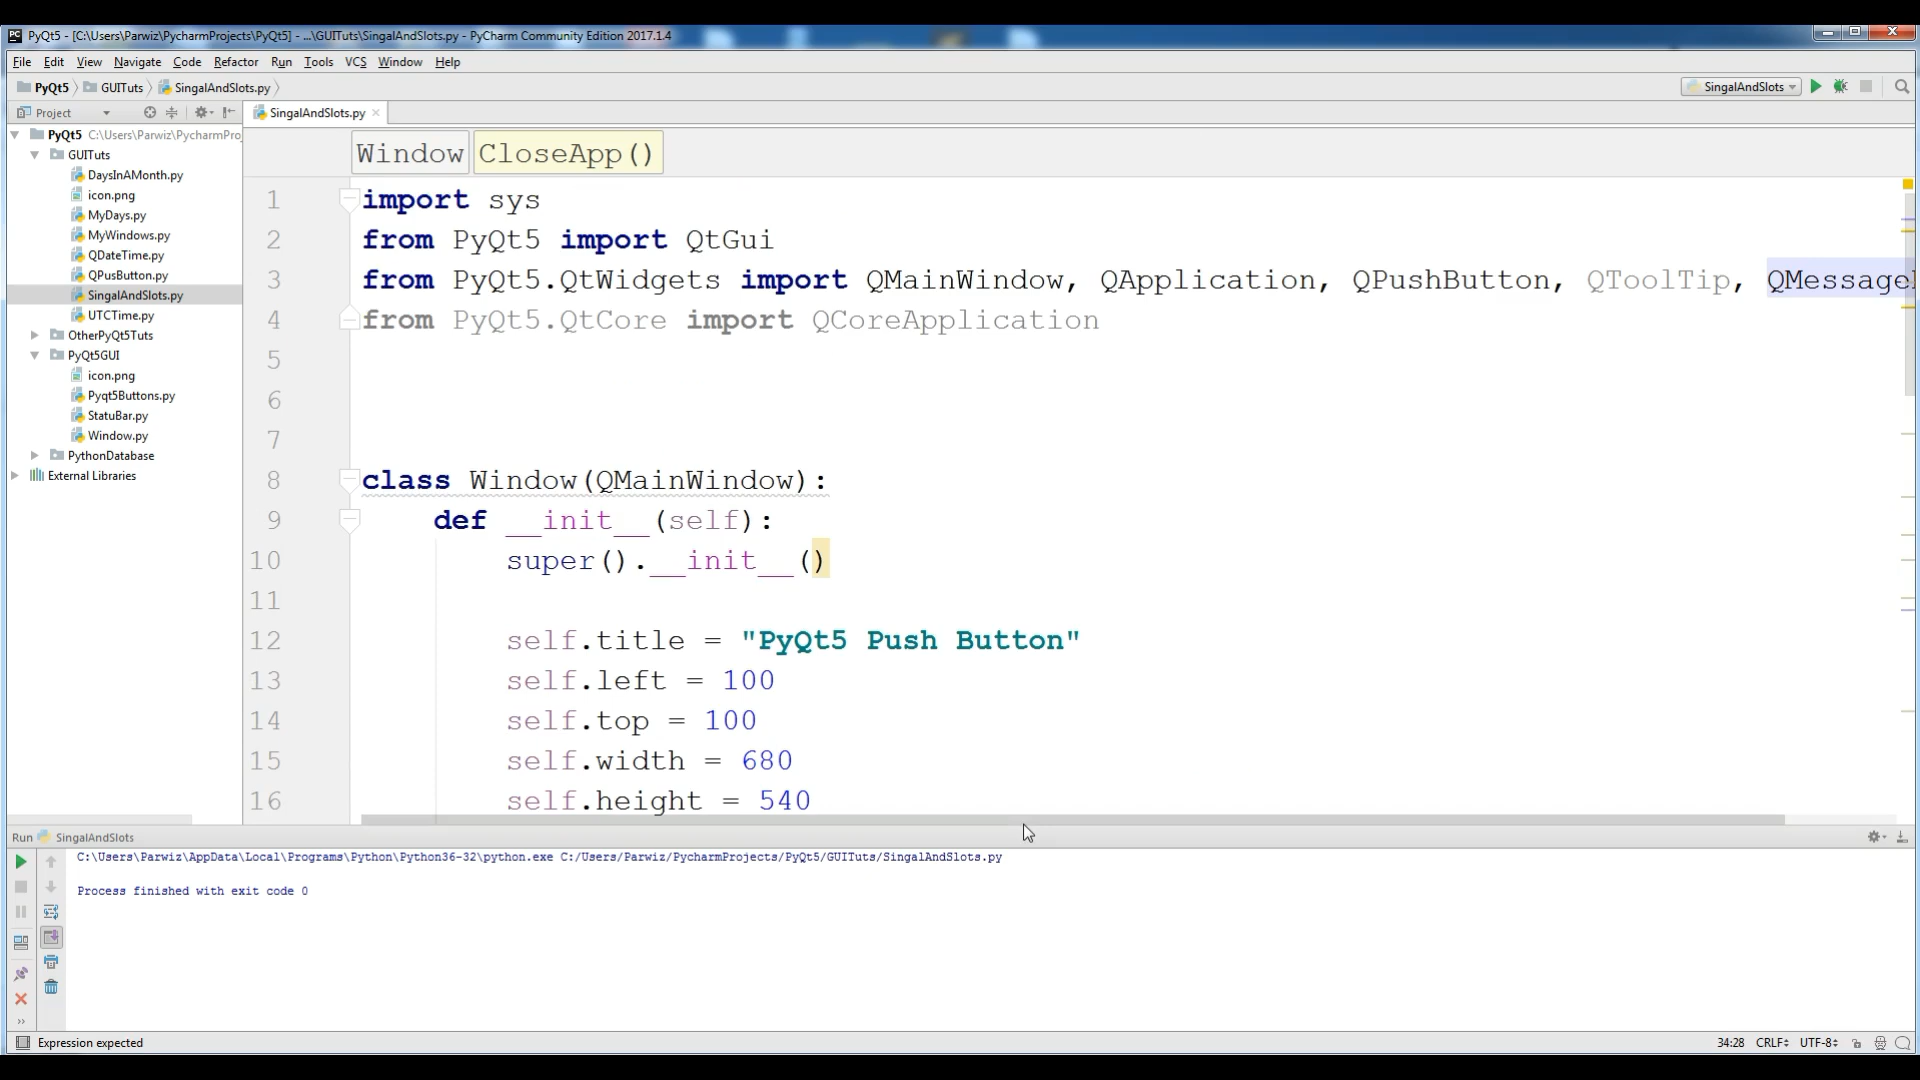 PyQt5 - [C:\Users\Parwiz\PycharmProjects\PyQt5] - ...\GUITuts\SingalAndSlots.py - PyCharm Community Edition 2017.1.4
File Edit View Navigate Code Refactor Run Tools VCS Window Help
PyQt5 GUITuts SingalAndSlots.py
SingalAndSlots
Project
SingalAndSlots.py
PyQt5 C:\Users\Parwiz\PycharmPro
GUITuts
DaysInAMonth.py
icon.png
MyDays.py
MyWindows.py
QDateTime.py
QPusButton.py
SingalAndSlots.py
UTCTime.py
OtherPyQt5Tuts
PyQt5GUI
icon.png
Pyqt5Buttons.py
StatuBar.py
Window.py
PythonDatabase
External Libraries
Window CloseApp()
1 import sys
2 from PyQt5 import QtGui
3 from PyQt5.QtWidgets import QMainWindow, QApplication, QPushButton, QToolTip, QMessage
4 from PyQt5.QtCore import QCoreApplication
5
6
7
8 class Window(QMainWindow):
9 def __init__(self):
10 super().__init__()
11
12 self.title = "PyQt5 Push Button"
13 self.left = 100
14 self.top = 100
15 self.width = 680
16 self.height = 540
Run SingalAndSlots
C:\Users\Parwiz\AppData\Local\Programs\Python\Python36-32\python.exe C:/Users/Parwiz/PycharmProjects/PyQt5/GUITuts/SingalAndSlots.py
Process finished with exit code 0
Expression expected
34:28 CRLF UTF-8